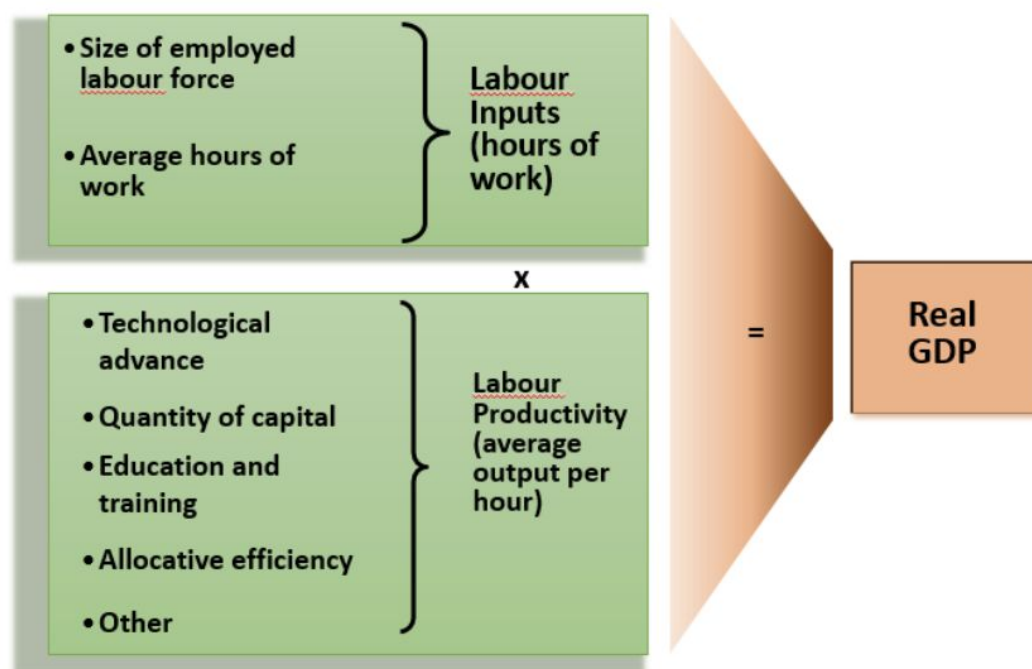 • Size of employed
labour force
• Average hours of
work
Labour
Inputs
(hours of
work)
x
• Technological
advance
• Quantity of capital
• Education and
training
• Allocative efficiency
• Other
Labour
Productivity
(average
output per
hour)
=
Real
GDP